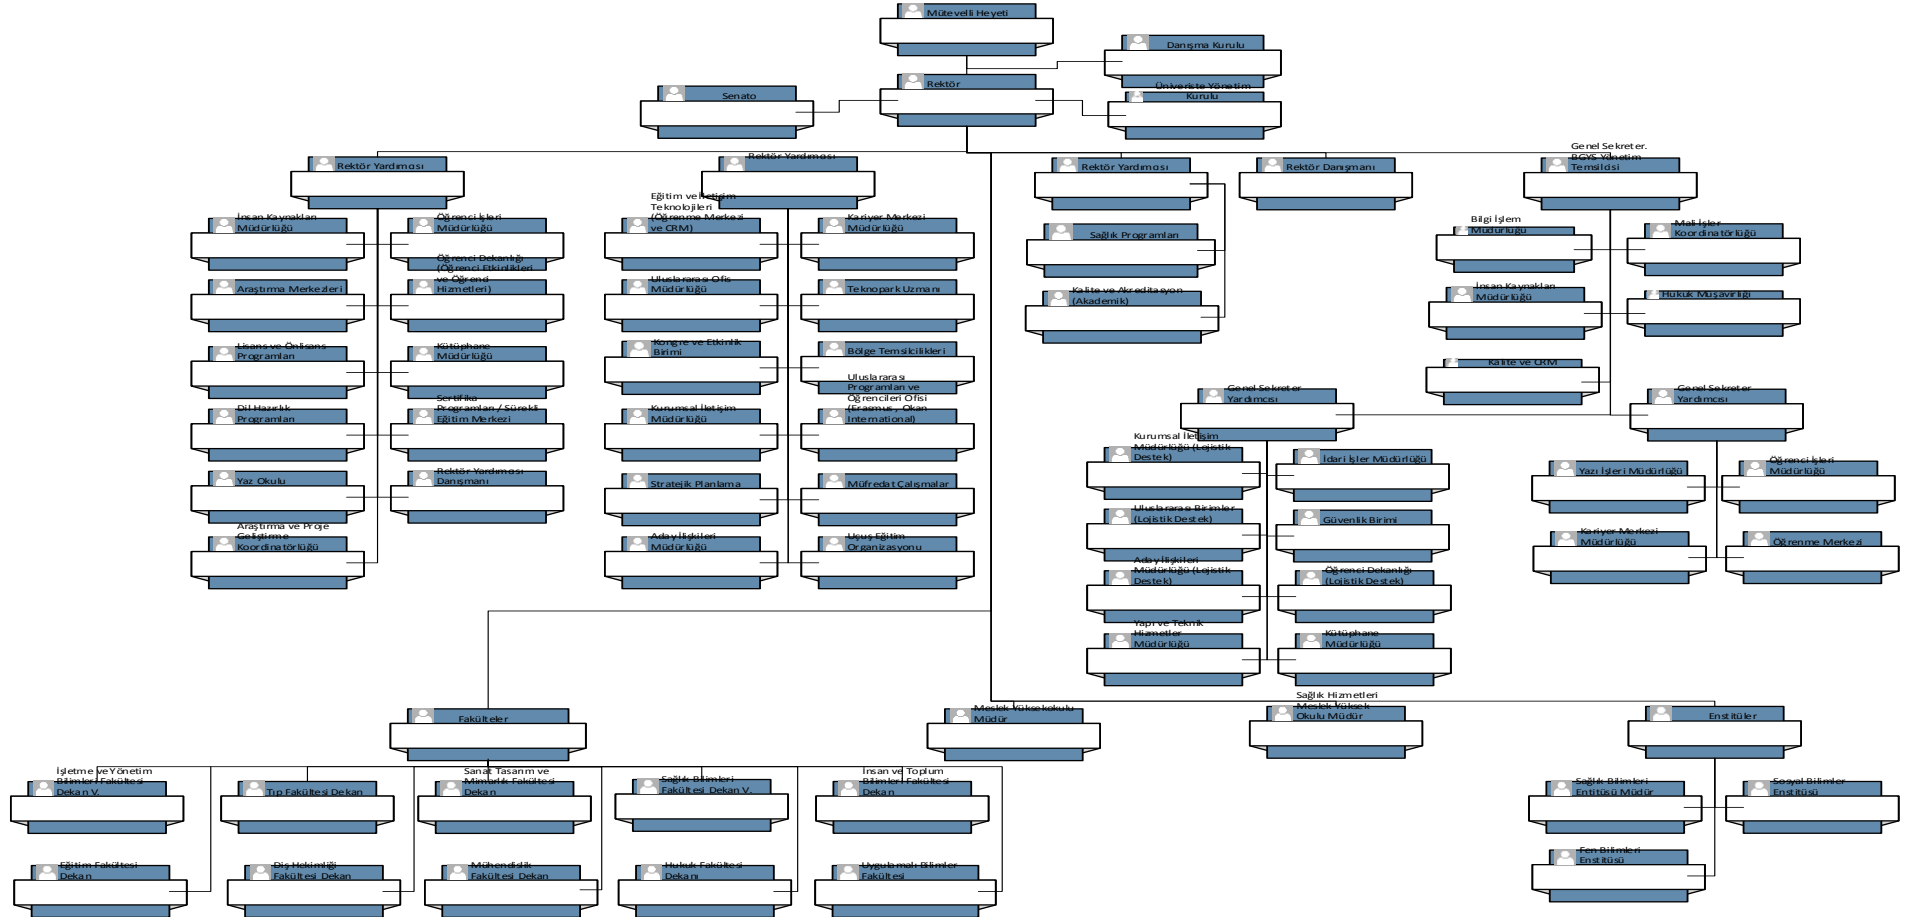 Mütevelli Heyeti
Danışma Kurulu
Rektör
Üniveriste Yönetim
Kurulu
Senato
Rektör Yardımcısı
Rektör Yardımcısı
Rektör Yardımcısı
Rektör Danışmanı
Genel Sekreter.
BGYS Yönetim
Temsilcisi
İnsan Kaynakları
Müdürlüğü
Öğrenci İşleri
Müdürlüğü
Araştırma Merkezleri
Öğrenci Dekanlığı
(Öğrenci Etkinlikleri
ve Öğrenci
Hizmetleri)
Lisans ve Önlisans
Programları
Kütüphane
Müdürlüğü
Dil Hazırlık
Programları
Sertifika
Programları / Sürekli
Eğitim Merkezi
Yaz Okulu
Rektör Yardımcısı
Danışmanı
Araştırma ve Proje
Geliştirme
Koordinatörlüğü
Eğitim ve İletişim
Teknolojileri
(Öğrenme Merkezi
ve CRM)
Kariyer Merkezi
Müdürlüğü
Uluslararası Ofis
Müdürlüğü
Teknopark Uzmanı
Kongre ve Etkinlik
Birimi
Bölge Temsilcilikleri
Kurumsal İletişim
Müdürlüğü
Uluslararası
Programları ve
Öğrencileri Ofisi
(Erasmus , Okan
International)
Stratejik Planlama
Müfredat Çalışmalar
Aday İlişkileri
Müdürlüğü
Uçuş Eğitim
Organizasyonu
Sağlık Programları
Kalite ve Akreditasyon
(Akademik)
Bilgi İşlem
Müdürlüğü
Mali İşler
Koordinatörlüğü
İnsan Kaynakları
Müdürlüğü
Hukuk Müşavirliği
Kalite ve CRM
Genel Sekreter
Yardımcısı
Genel Sekreter
Yardımcısı
Kurumsal İletişim
Müdürlüğü (Lojistik
Destek)
İdari İşler Müdürlüğü
Uluslararası Birimler
(Lojistik Destek)
Güvenlik Birimi
Aday İlişkileri
Müdürlüğü (Lojistik
Destek)
Öğrenci Dekanlığı
(Lojistik Destek)
Yapı ve Teknik
Hizmetler
Müdürlüğü
Kütüphane
Müdürlüğü
Yazı İşleri Müdürlüğü
Öğrenci İşleri
Müdürlüğü
Kariyer Merkezi
Müdürlüğü
Öğrenme Merkezi
Fakülteler
Meslek Yüksekokulu
Müdür
Sağlık Hizmetleri
Meslek Yüksek
Okulu Müdür
Enstitüler
İşletme ve Yönetim
Bilimleri Fakültesi
Dekan V.
Tıp Fakültesi Dekan
Sanat Tasarım ve
Mimarlık Fakültesi
Dekan
Sağlık Bilimleri
Fakültesi Dekan V.
İnsan ve Toplum
Bilimleri Fakültesi
Dekan
Eğitim Fakültesi
Dekan
Diş Hekimliği
Fakültesi Dekan
Mühendislik
Fakültesi Dekan
Hukuk Fakültesi
Dekanı
Uygulamalı Bilimler
Fakültesi
Sağlık Bilimleri
Entitüsü Müdür
Sosyal Bilimler
Enstitüsü
Fen Bilimleri
Enstitüsü